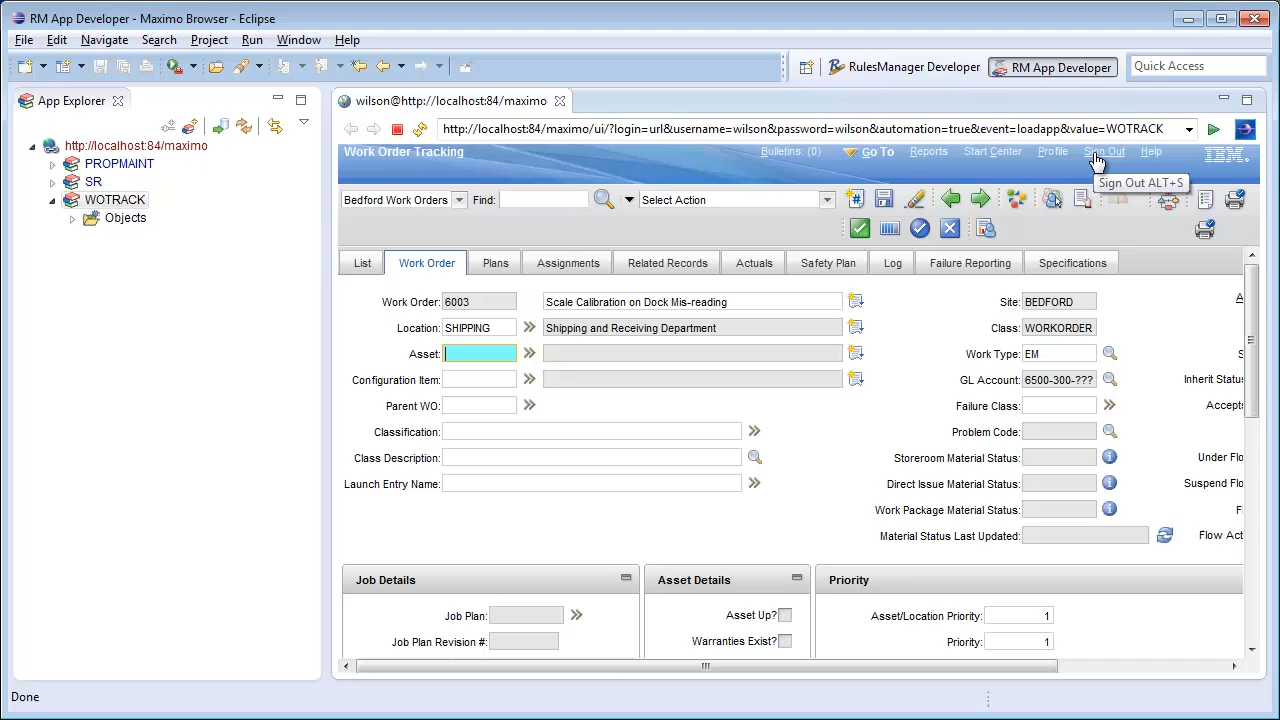 RM App Developer - Maximo Browser - Eclipse
File Edit Navigate Search Project Run Window Help
RulesManager Developer RM App Developer Quick Access
App Explorer
http://localhost:84/maximo
PROPMAINT
SR
WOTRACK
Objects
wilson@http://localhost:84/maximo
http://localhost:84/maximo/ui/?login=url&username=wilson&password=wilson&automation=true&event=loadapp&value=WOTRACK
Work Order Tracking Bulletins: (0) Go To Reports Start Center Profile Sign Out Help IBM.
Sign Out ALT+S
Bedford Work Orders Find: Select Action
List Work Order Plans Assignments Related Records Actuals Safety Plan Log Failure Reporting Specifications
Work Order: 6003 Scale Calibration on Dock Mis-reading Site: BEDFORD
Location: SHIPPING Shipping and Receiving Department Class: WORKORDER
Asset: Work Type: EM
Configuration Item: GL Account: 6500-300-??? Inherit Status
Parent WO: Failure Class: Accepts
Classification: Problem Code:
Class Description: Storeroom Material Status: Under Flo
Launch Entry Name: Direct Issue Material Status: Suspend Flo
Work Package Material Status:
Material Status Last Updated: Flow Act
Job Details Asset Details Priority
Job Plan: Asset Up? Asset/Location Priority: 1
Job Plan Revision #: Warranties Exist? Priority: 1
Done